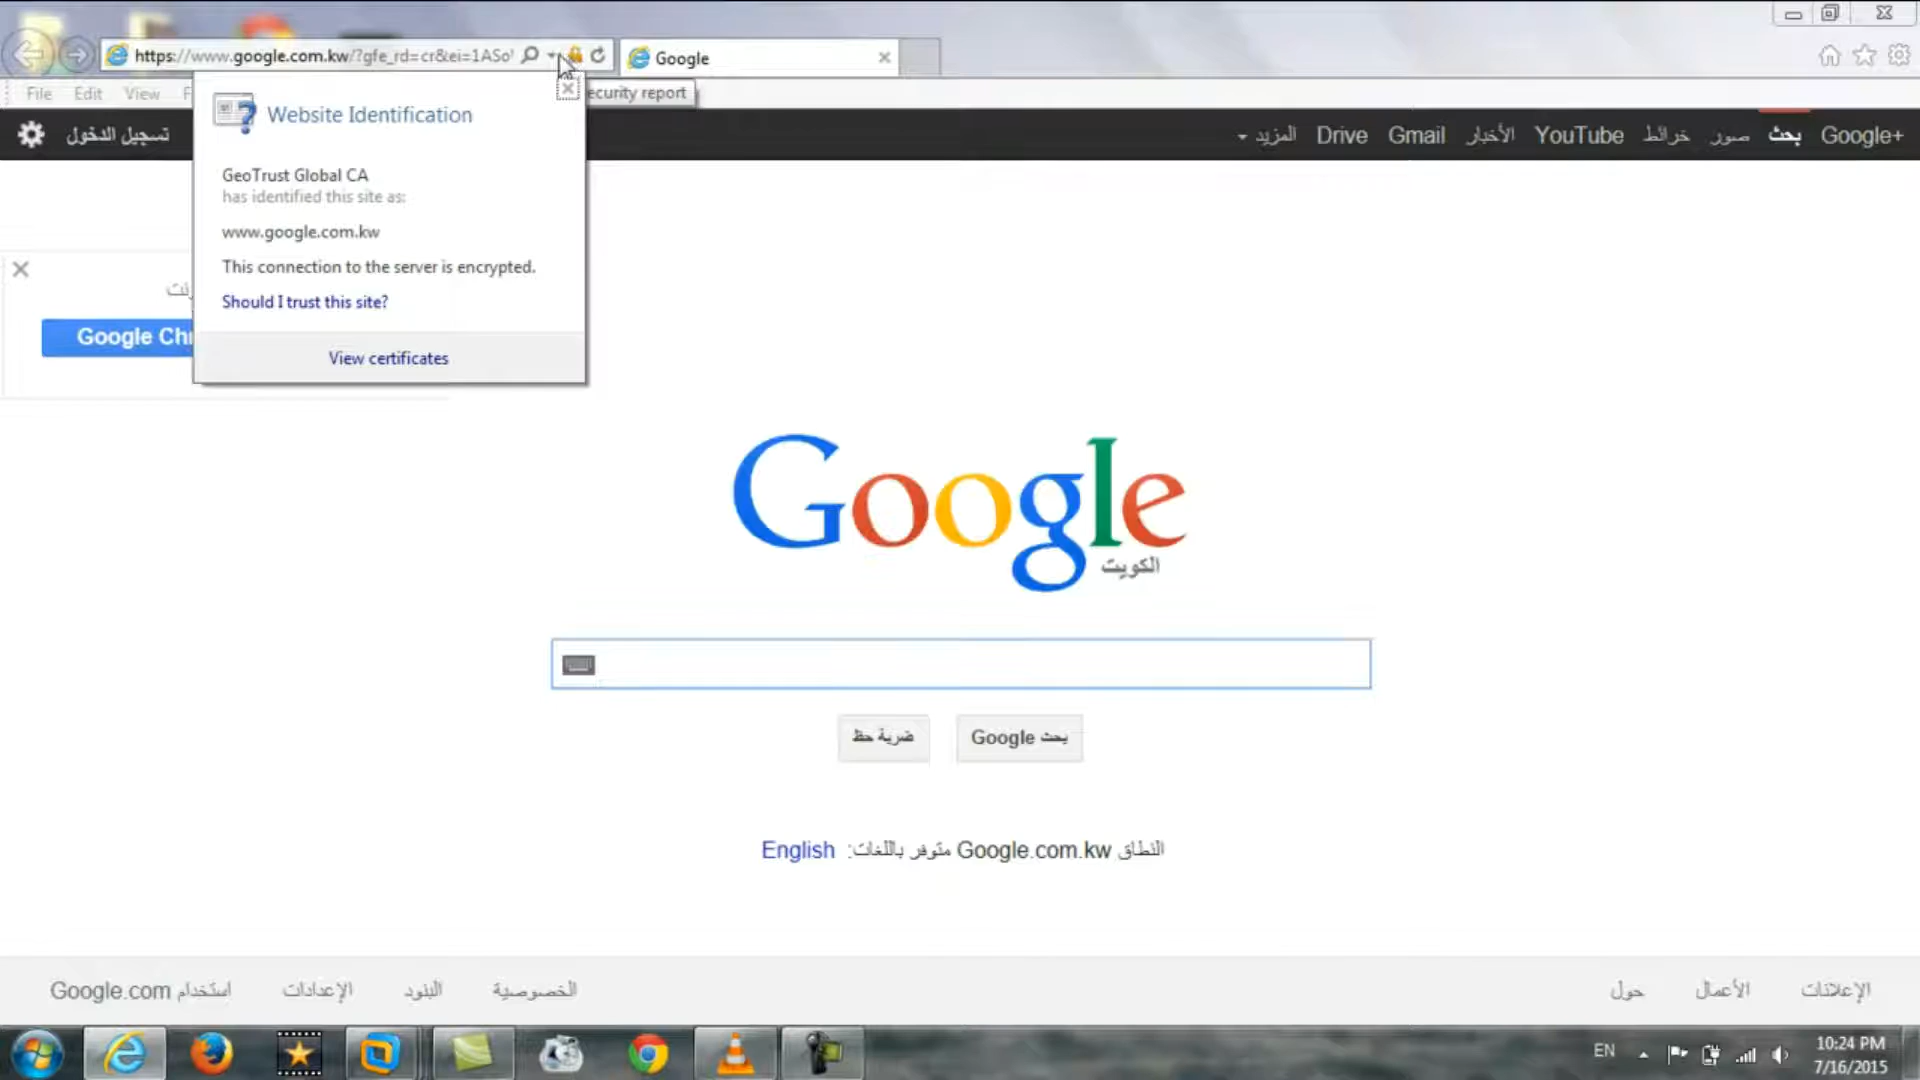 https://www.google.com.kw/?gfe_rd=cr&ei=1ASo
Google
File Edit View F
ecurity report
Website Identification
GeoTrust Global CA
has identified this site as:
www.google.com.kw
This connection to the server is encrypted.
Should I trust this site?
View certificates
تسجيل الدخول
Google+ بحث صور خرائط YouTube الأخبار Gmail Drive المزيد
Google Ch
Google
الكويت
بحث Google
ضربة حظ
النطاق Google.com.kw متوفر باللغات: English
الإعلانات الأعمال حول
الخصوصية البنود الإعدادات استخدام Google.com
EN
10:24 PM
7/16/2015